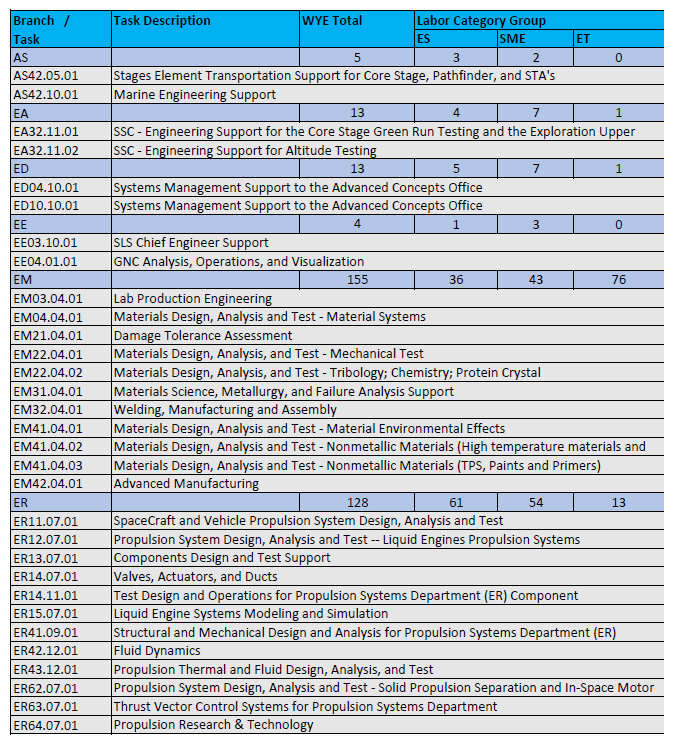 Branch / Task Description WYE Total Labor Category Group
Task ES SME ET
AS 5 3 2 0
AS42.05.01 Stages Element Transportation Support for Core Stage, Pathfinder, and STA's
AS42.10.01 Marine Engineering Support
EA 13 4 7 1
EA32.11.01 SSC - Engineering Support for the Core Stage Green Run Testing and the Exploration Upper
EA32.11.02 SSC - Engineering Support for Altitude Testing
ED 13 5 7 1
ED04.10.01 Systems Management Support to the Advanced Concepts Office
ED10.10.01 Systems Management Support to the Advanced Concepts Office
EE 4 1 3 0
EE03.10.01 SLS Chief Engineer Support
EE04.01.01 GNC Analysis, Operations, and Visualization
EM 155 36 43 76
EM03.04.01 Lab Production Engineering
EM04.04.01 Materials Design, Analysis and Test - Material Systems
EM21.04.01 Damage Tolerance Assessment
EM22.04.01 Materials Design, Analysis, and Test - Mechanical Test
EM22.04.02 Materials Design, Analysis, and Test - Tribology; Chemistry; Protein Crystal
EM31.04.01 Materials Science, Metallurgy, and Failure Analysis Support
EM32.04.01 Welding, Manufacturing and Assembly
EM41.04.01 Materials Design, Analysis and Test - Material Environmental Effects
EM41.04.02 Materials Design, Analysis and Test - Nonmetallic Materials (High temperature materials and
EM41.04.03 Materials Design, Analysis and Test - Nonmetallic Materials (TPS, Paints and Primers)
EM42.04.01 Advanced Manufacturing
ER 128 61 54 13
ER11.07.01 SpaceCraft and Vehicle Propulsion System Design, Analysis and Test
ER12.07.01 Propulsion System Design, Analysis and Test -- Liquid Engines Propulsion Systems
ER13.07.01 Components Design and Test Support
ER14.07.01 Valves, Actuators, and Ducts
ER14.11.01 Test Design and Operations for Propulsion Systems Department (ER) Component
ER15.07.01 Liquid Engine Systems Modeling and Simulation
ER41.09.01 Structural and Mechanical Design and Analysis for Propulsion Systems Department (ER)
ER42.12.01 Fluid Dynamics
ER43.12.01 Propulsion Thermal and Fluid Design, Analysis, and Test
ER62.07.01 Propulsion System Design, Analysis and Test - Solid Propulsion Separation and In-Space Motor
ER63.07.01 Thrust Vector Control Systems for Propulsion Systems Department
ER64.07.01 Propulsion Research & Technology